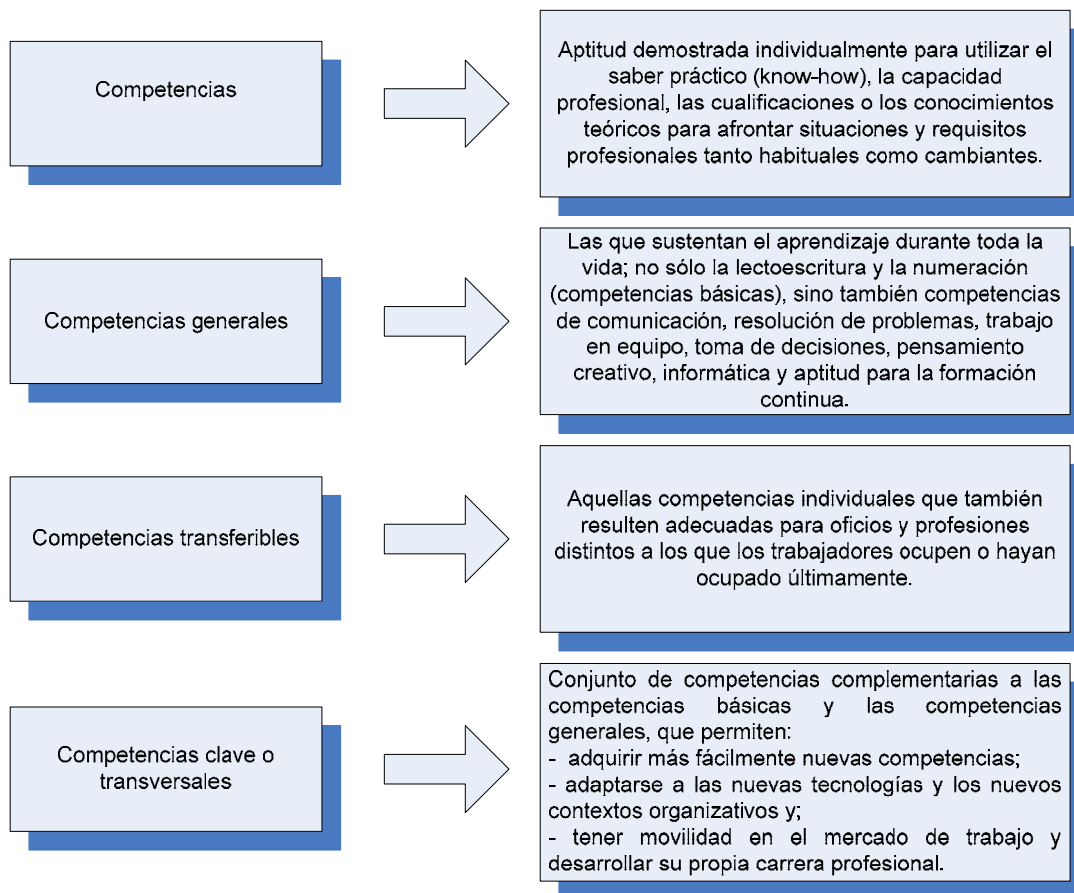 Competencias
Aptitud demostrada individualmente para utilizar el
saber práctico (know-how), la capacidad
profesional, las cualificaciones o los conocimientos
teóricos para afrontar situaciones y requisitos
profesionales tanto habituales como cambiantes.
Competencias generales
Las que sustentan el aprendizaje durante toda la
vida; no sólo la lectoescritura y la numeración
(competencias básicas), sino también competencias
de comunicación, resolución de problemas, trabajo
en equipo, toma de decisiones, pensamiento
creativo, informática y aptitud para la formación
continua.
Competencias transferibles
Aquellas competencias individuales que también
resulten adecuadas para oficios y profesiones
distintos a los que los trabajadores ocupen o hayan
ocupado últimamente.
Competencias clave o
transversales
Conjunto de competencias complementarias a las
competencias básicas y las competencias
generales, que permiten:
- adquirir más fácilmente nuevas competencias;
- adaptarse a las nuevas tecnologías y los nuevos
contextos organizativos y;
- tener movilidad en el mercado de trabajo y
desarrollar su propia carrera profesional.